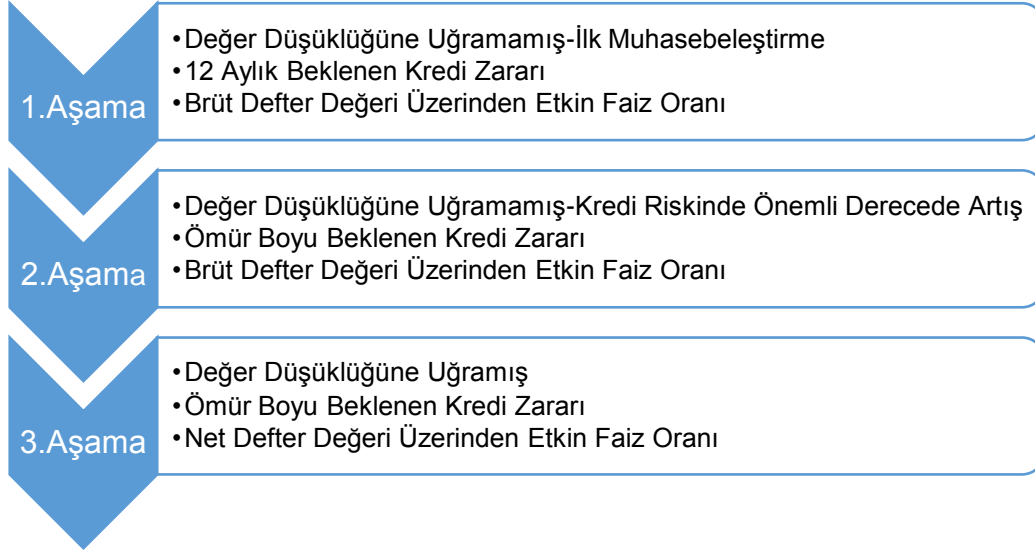 1.Aşama
•Değer Düşüklüğüne Uğramamış-İlk Muhasebeleştirme
•12 Aylık Beklenen Kredi Zararı
•Brüt Defter Değeri Üzerinden Etkin Faiz Oranı
2.Aşama
•Değer Düşüklüğüne Uğramamış-Kredi Riskinde Önemli Derecede Artış
•Ömür Boyu Beklenen Kredi Zararı
•Brüt Defter Değeri Üzerinden Etkin Faiz Oranı
3.Aşama
•Değer Düşüklüğüne Uğramış
•Ömür Boyu Beklenen Kredi Zararı
•Net Defter Değeri Üzerinden Etkin Faiz Oranı